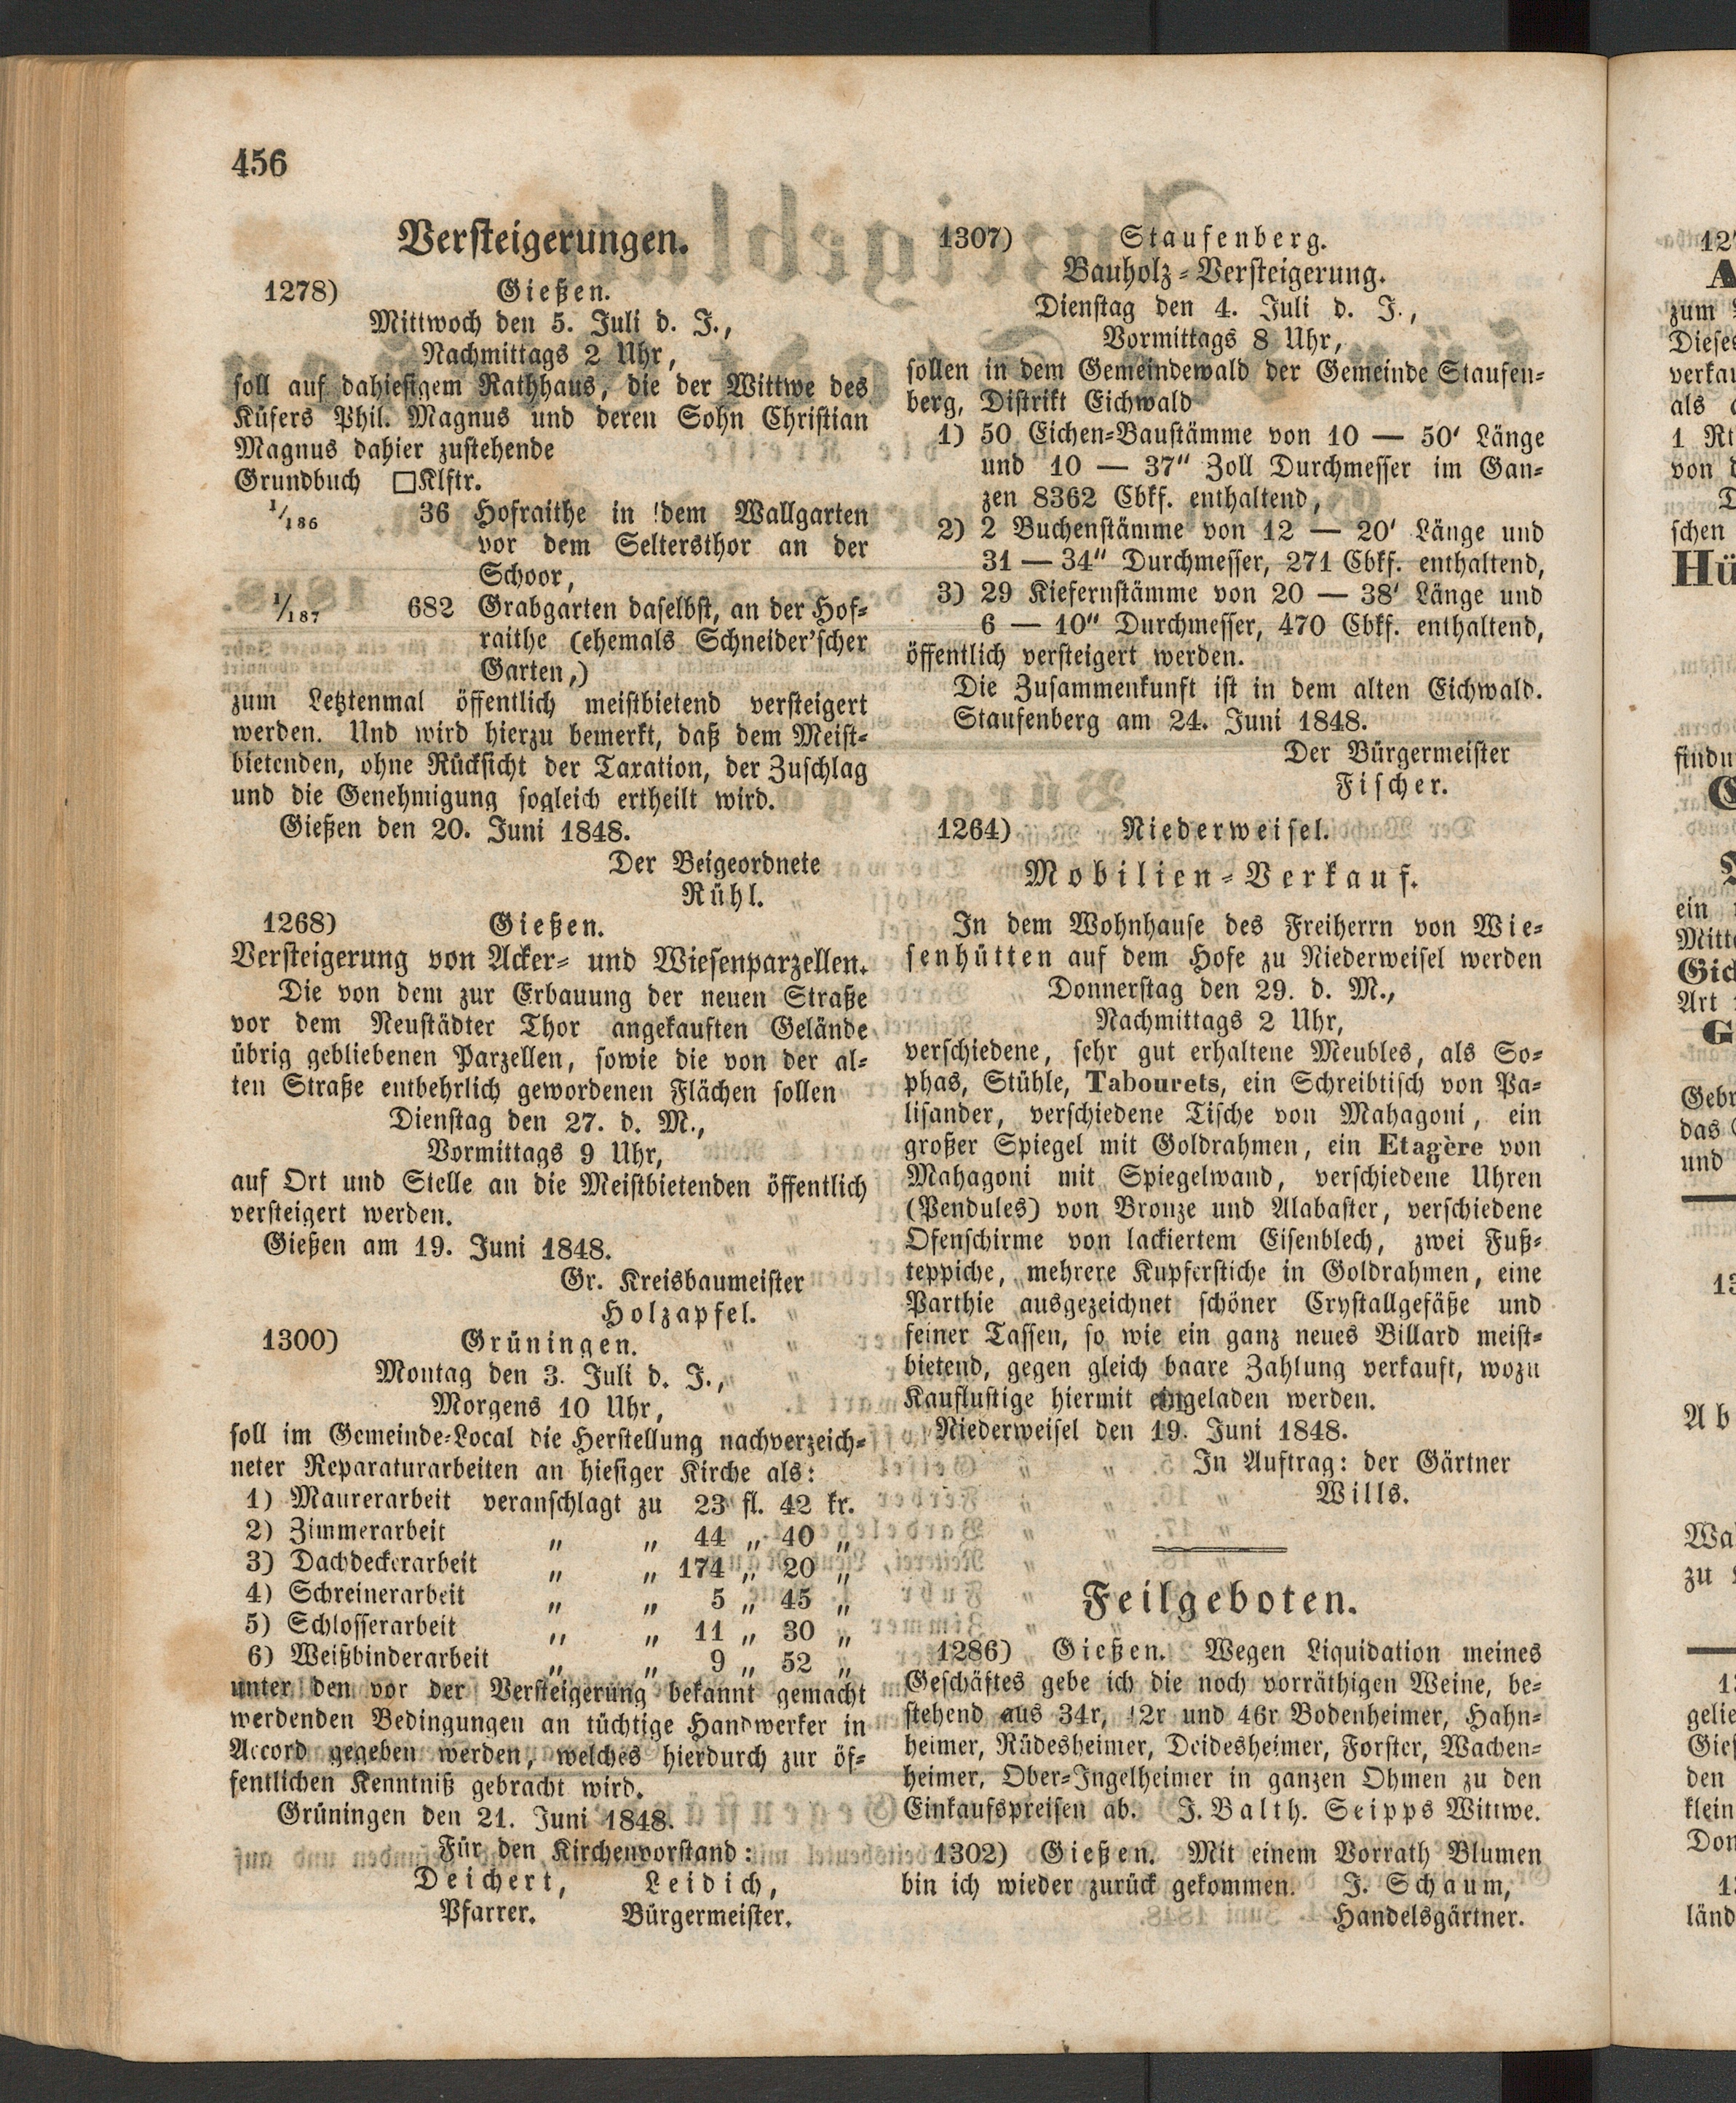 456
Versteigerungen.
1278) Gießen.
Mittwoch den 5. Juli d. J.,
Nachmittags 2 Uhr,
soll auf dahiesigem Rathhaus, die der Wittwe des
Küfers Phil. Magnus und deren Sohn Christian
Magnus dahier zustehende
Grundbuch □Klftr.
1/186 36 Hofraithe in !dem Wallgarten
vor dem Seltersthor an der
Schoor,
1/187 682 Grabgarten daselbst, an der Hof-
raithe (ehemals Schneider'scher
Garten,)
zum Letztenmal öffentlich meistbietend versteigert
werden. Und wird hierzu bemerkt, daß dem Meist-
bietenden, ohne Rücksicht der Taxation, der Zuschlag
und die Genehmigung sogleich ertheilt wird.
Gießen den 20. Juni 1848.
Der Beigeordnete
Rühl.
1268) Gießen.
Versteigerung von Acker- und Wiesenparzellen.
Die von dem zur Erbauung der neuen Straße
vor dem Neustädter Thor angekauften Gelände
übrig gebliebenen Parzellen, sowie die von der al-
ten Straße entbehrlich gewordenen Flächen sollen
Dienstag den 27. d. M.,
Vormittags 9 Uhr,
auf Ort und Stelle an die Meistbietenden öffentlich
versteigert werden.
Gießen am 19. Juni 1848.
Gr. Kreisbaumeister
Holzapfel.
1300) Grüningen.
Montag den 3. Juli d. J.,
Morgens 10 Uhr,
soll im Gemeinde-Local die Herstellung nachverzeich-
neter Reparaturarbeiten an hiesiger Kirche als:
1) Maurerarbeit veranschlagt zu 23 fl. 42 kr.
2) Zimmerarbeit „ „ 44 „ 40 „
3) Dachdeckerarbeit „ „ 174 „ 20 „
4) Schreinerarbeit „ „ 5 „ 45 „
5) Schlosserarbeit „ „ 11 „ 30 „
6) Weißbinderarbeit „ „ 9 „ 52 „
unter den vor der Versteigerung bekannt gemacht
werdenden Bedingungen an tüchtige Handwerker in
Accord gegeben werden, welches hierdurch zur öf-
fentlichen Kenntniß gebracht wird.
Grüningen den 21. Juni 1848.
Für den Kirchenvorstand:
Deichert, Leidich,
Pfarrer. Bürgermeister.
1307) Staufenberg.
Bauholz-Versteigerung.
Dienstag den 4. Juli d. J.,
Vormittags 8 Uhr,
sollen in dem Gemeindewald der Gemeinde Staufen-
berg, Distrikt Eichwald
1) 50 Eichen-Baustämme von 10 — 50' Länge
und 10 — 37" Zoll Durchmesser im Gan-
zen 8362 Cbkf. enthaltend,
2) 2 Buchenstämme von 12 — 20' Länge und
31 — 34" Durchmesser, 271 Cbkf. enthaltend,
3) 29 Kiefernstämme von 20 — 38' Länge und
6 — 10" Durchmesser, 470 Cbkf. enthaltend,
öffentlich versteigert werden.
Die Zusammenkunft ist in dem alten Eichwald.
Staufenberg am 24. Juni 1848.
Der Bürgermeister
Fischer.
1264) Niederweisel.
Mobilien-Verkauf.
In dem Wohnhause des Freiherrn von Wie-
senhütten auf dem Hofe zu Niederweisel werden
Donnerstag den 29. d. M.,
Nachmittags 2 Uhr,
verschiedene, sehr gut erhaltene Meubles, als So-
phas, Stühle, Tabourets, ein Schreibtisch von Pa-
lisander, verschiedene Tische von Mahagoni, ein
großer Spiegel mit Goldrahmen, ein Etagère von
Mahagoni mit Spiegelwand, verschiedene Uhren
(Pendules) von Bronze und Alabaster, verschiedene
Ofenschirme von lackiertem Eisenblech, zwei Fuß-
teppiche, mehrere Kupferstiche in Goldrahmen, eine
Parthie ausgezeichnet schöner Crystallgefäße und
feiner Tassen, so wie ein ganz neues Billard meist-
bietend, gegen gleich baare Zahlung verkauft, wozu
Kauflustige hiermit eingeladen werden.
Niederweisel den 19. Juni 1848.
In Auftrag: der Gärtner
Wills.
Feilgeboten.
1286) Gießen. Wegen Liquidation meines
Geschäftes gebe ich die noch vorräthigen Weine, be-
stehend aus 34r, 42r und 46r Bodenheimer, Hahn-
heimer, Rüdesheimer, Deidesheimer, Forster, Wachen-
heimer, Ober-Ingelheimer in ganzen Ohmen zu den
Einkaufspreisen ab. J. Balth. Seipps Wittwe.
1302) Gießen. Mit einem Vorrath Blumen
bin ich wieder zurück gekommen. J. Schaum,
Handelsgärtner.